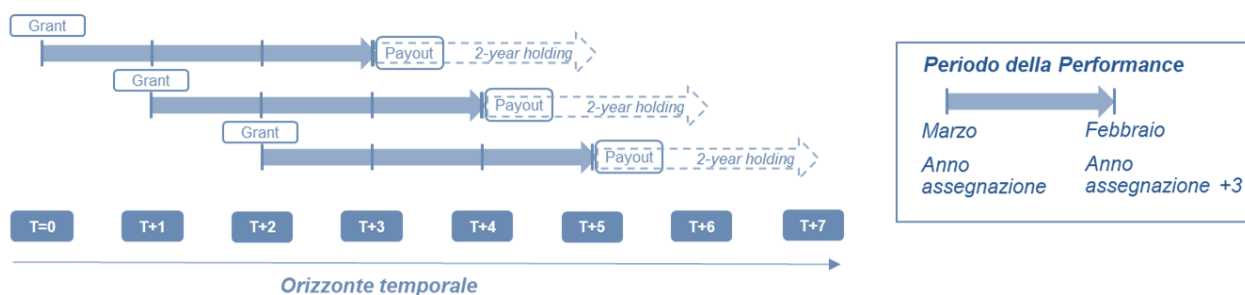 Grant
Payout
2-year holding
Grant
Payout
2-year holding
Grant
Payout
2-year holding
T=0
T+1
T+2
T+3
T+4
T+5
T+6
T+7
Orizzonte temporale
Periodo della Performance
Marzo
Febbraio
Anno
assegnazione
Anno
assegnazione +3